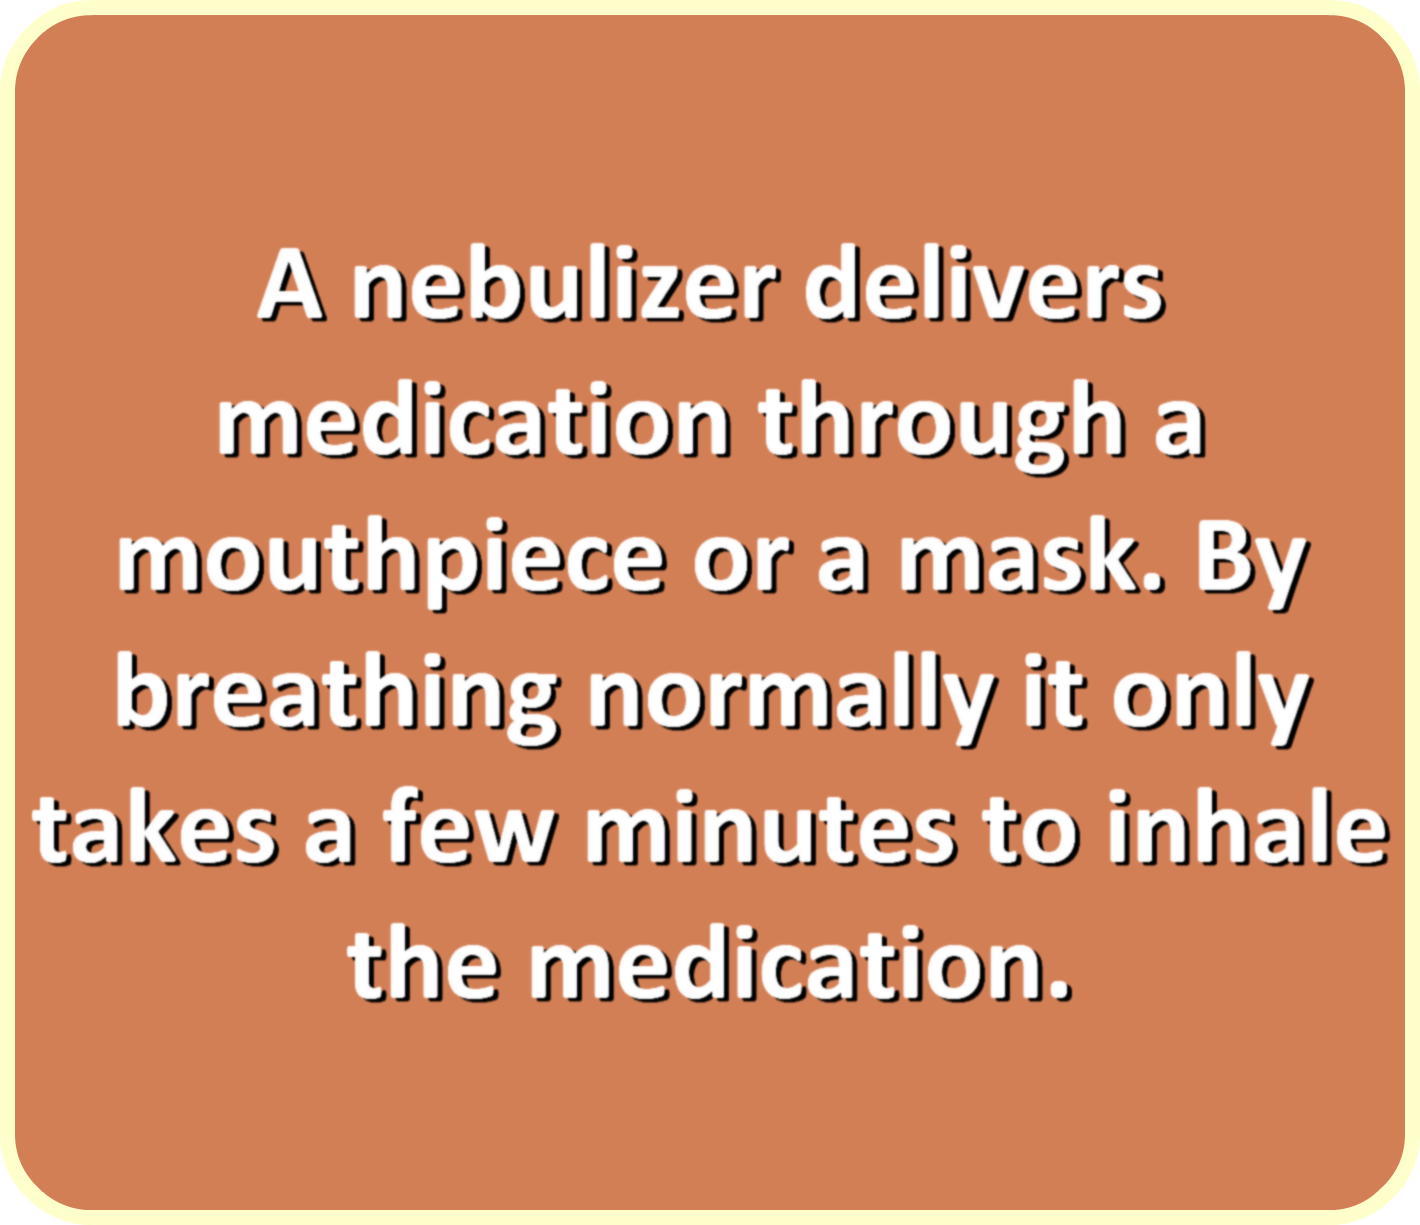 A nebulizer delivers
medication through a
mouthpiece or a mask. By
breathing normally it only
takes a few minutes to inhale
the medication.